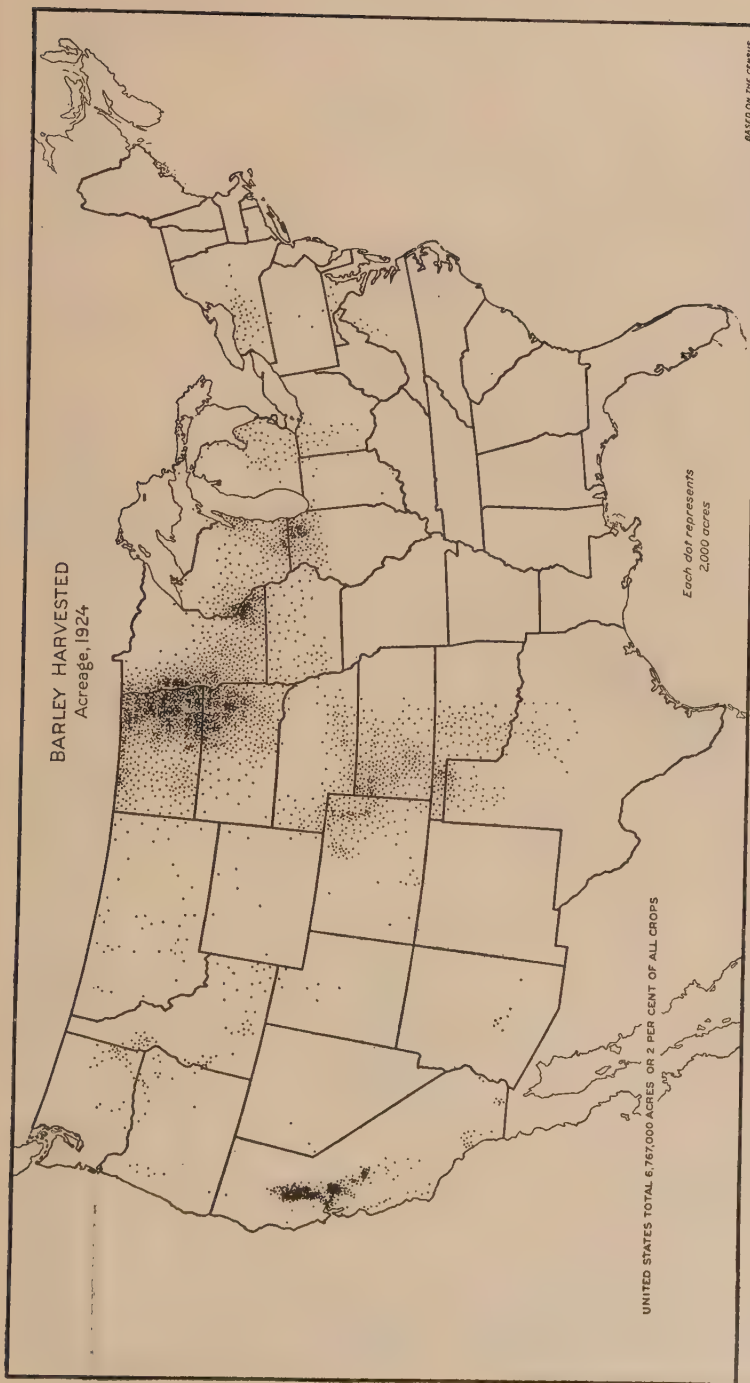 BARLEY HARVESTED
Acreage, 1924
Each dot represents
2,000 acres
UNITED STATES TOTAL 6,767,000 ACRES OR 2 PER CENT OF ALL CROPS
BASED ON THE CENSUS